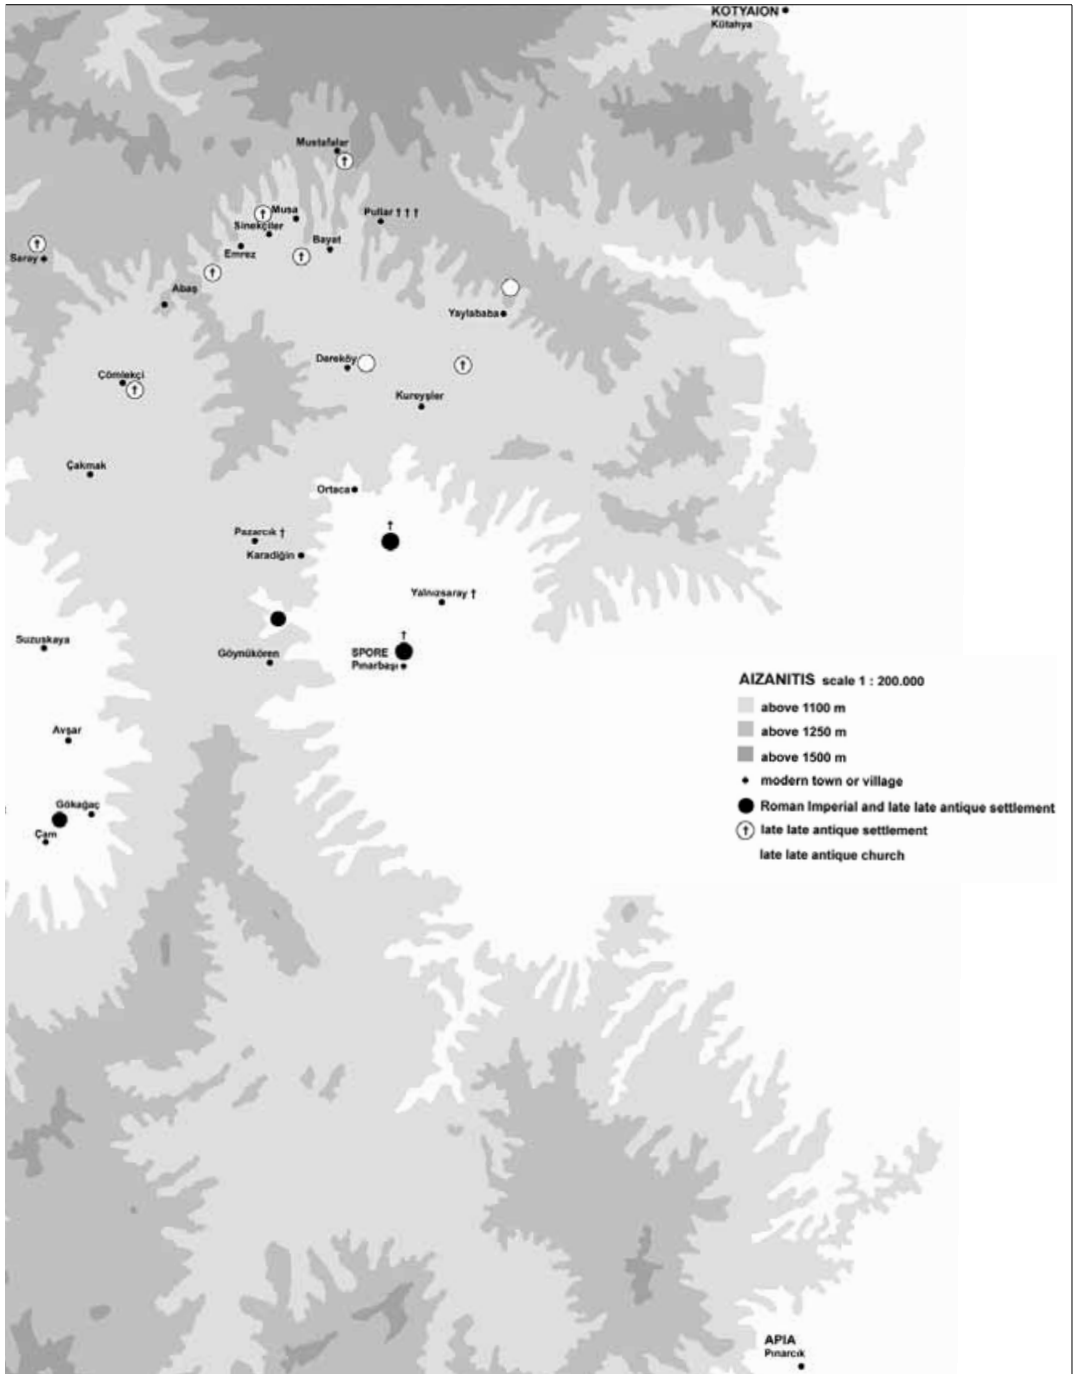 KOTYAION
Kütahya
Mustafalar
†
† Musa
Sinekçiler
Pullar † † †
†
Saray
Emrez
Bayat
†
†
Abaş
Yaylababa
Dereköy
†
Çömlekçi
†
Kureyşler
Çakmak
Ortaca
†
Pazarcık †
Karadiğin
Yalnızsaray †
†
Suzuskaya
Göynükören
SPORE
Pınarbaşı
AIZANITIS scale 1 : 200.000
above 1100 m
above 1250 m
above 1500 m
modern town or village
Roman Imperial and late late antique settlement
† late late antique settlement
late late antique church
Avşar
Gökağaç
Çam
APIA
Pınarcık